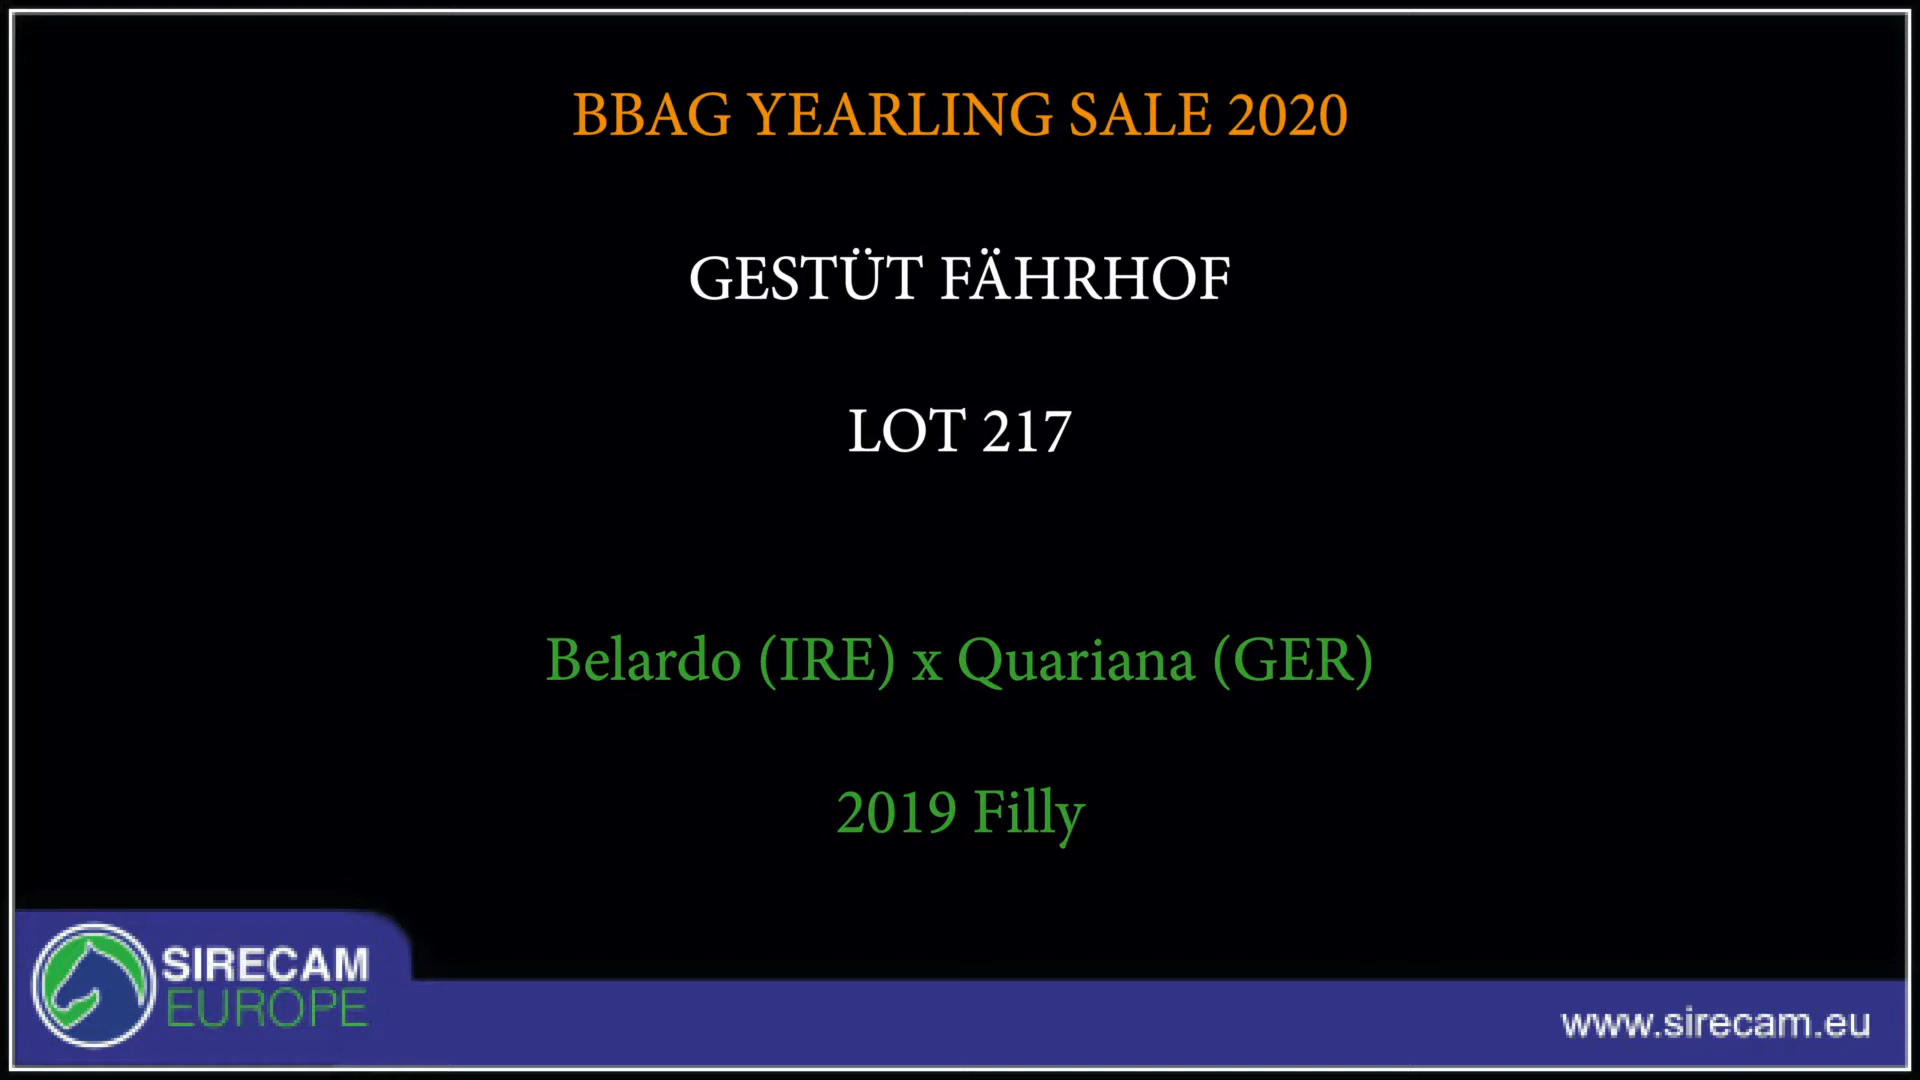 BBAG YEARLING SALE 2020
GESTÜT FÄHRHOF
LOT 217
Belardo (IRE) x Quariana (GER)
2019 Filly
SIRECAM
EUROPE
www.sirecam.eu